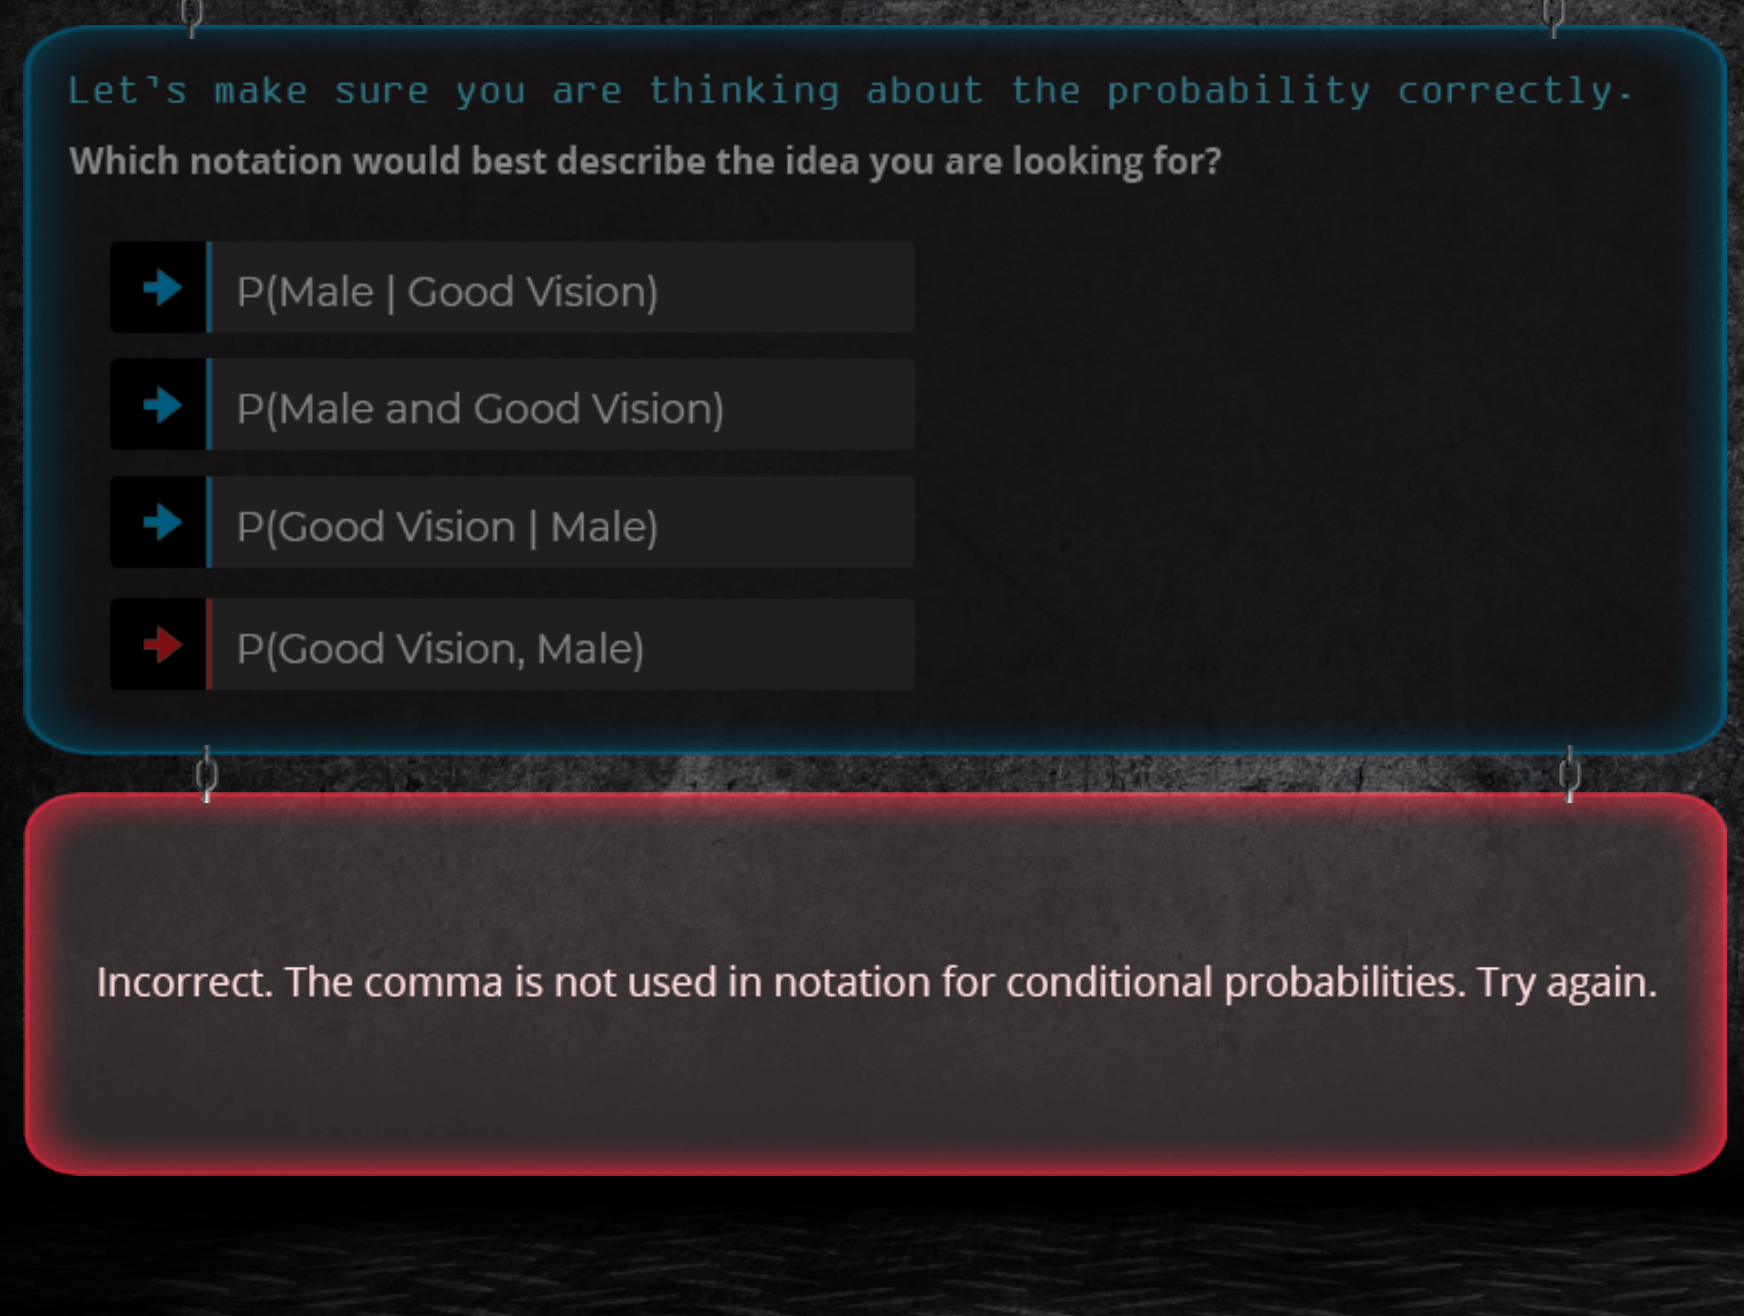 Let's make sure you are thinking about the probability correctly.
Which notation would best describe the idea you are looking for?
P(Male | Good Vision)
P(Male and Good Vision)
P(Good Vision | Male)
P(Good Vision, Male)
Incorrect. The comma is not used in notation for conditional probabilities. Try again.